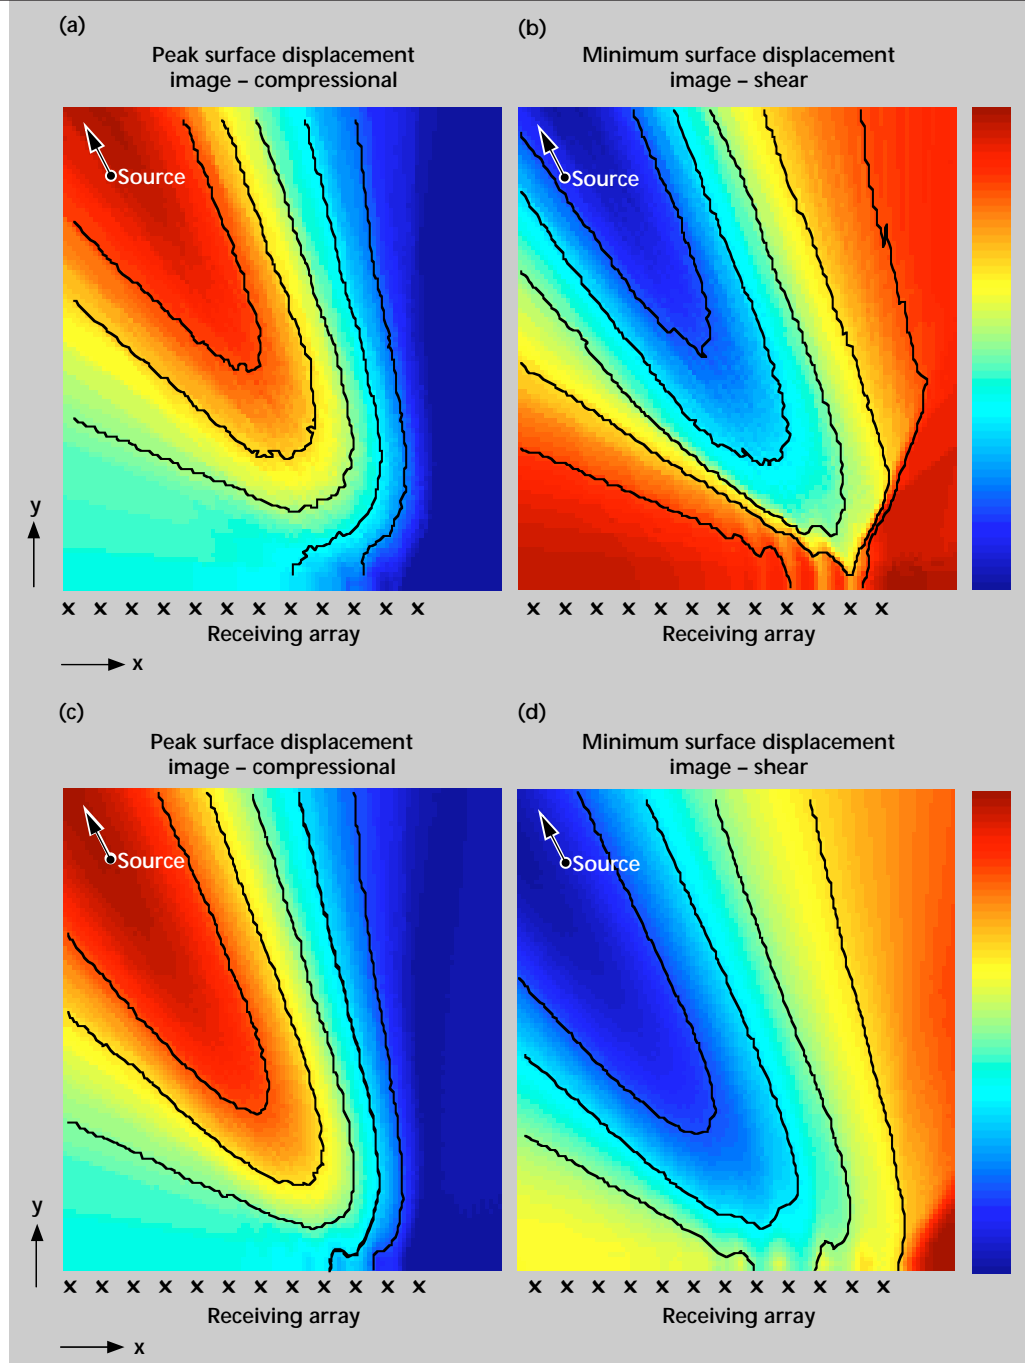 (a)
Peak surface displacement
image – compressional
Source
y
x x x x x x x x x x x x
Receiving array
x
(b)
Minimum surface displacement
image – shear
Source
x x x x x x x x x x x x
Receiving array
(c)
Peak surface displacement
image – compressional
Source
y
x x x x x x x x x x x x
Receiving array
x
(d)
Minimum surface displacement
image – shear
Source
x x x x x x x x x x x x
Receiving array